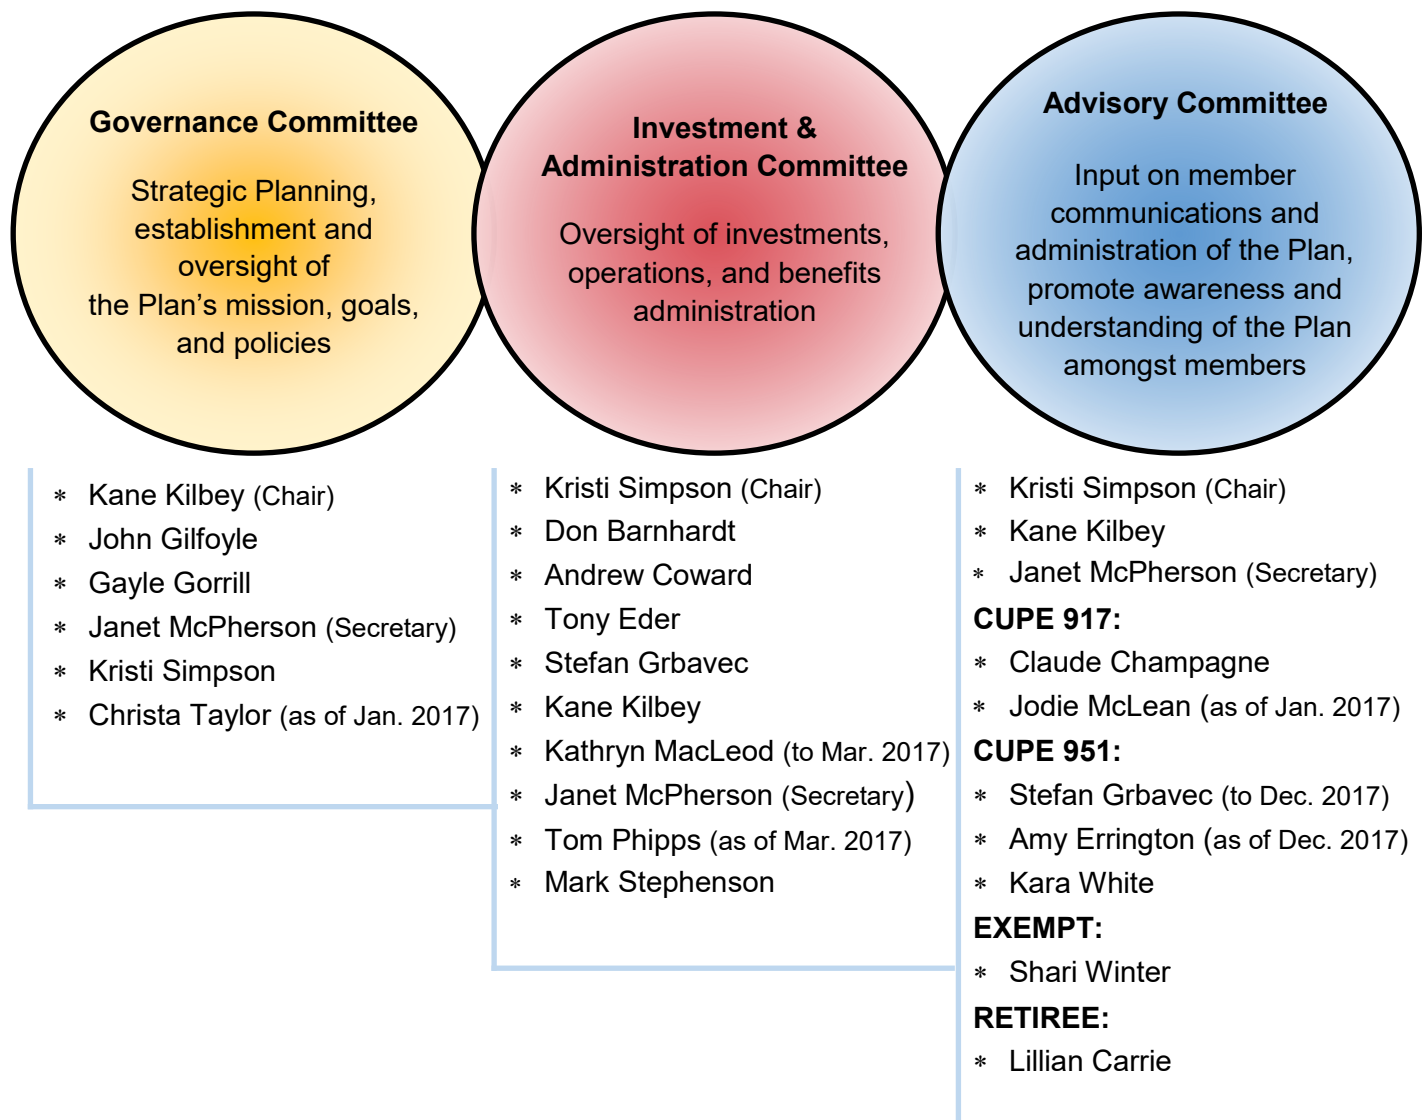 Governance Committee
Strategic Planning,
establishment and
oversight of
the Plan’s mission, goals,
and policies
Investment &
Administration Committee
Oversight of investments,
operations, and benefits
administration
Advisory Committee
Input on member
communications and
administration of the Plan,
promote awareness and
understanding of the Plan
amongst members
* Kane Kilbey (Chair)
* John Gilfoyle
* Gayle Gorrill
* Janet McPherson (Secretary)
* Kristi Simpson
* Christa Taylor (as of Jan. 2017)
* Kristi Simpson (Chair)
* Don Barnhardt
* Andrew Coward
* Tony Eder
* Stefan Grbavec
* Kane Kilbey
* Kathryn MacLeod (to Mar. 2017)
* Janet McPherson (Secretary)
* Tom Phipps (as of Mar. 2017)
* Mark Stephenson
* Kristi Simpson (Chair)
* Kane Kilbey
* Janet McPherson (Secretary)
CUPE 917:
* Claude Champagne
* Jodie McLean (as of Jan. 2017)
CUPE 951:
* Stefan Grbavec (to Dec. 2017)
* Amy Errington (as of Dec. 2017)
* Kara White
EXEMPT:
* Shari Winter
RETIREE:
* Lillian Carrie